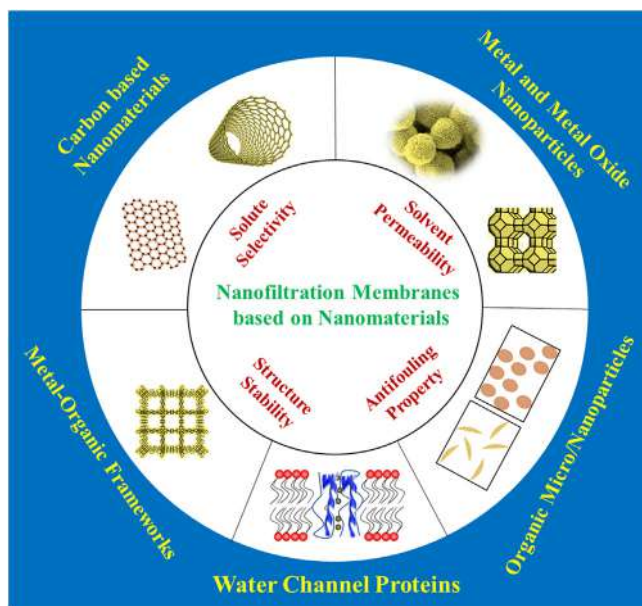 Carbon based
Nanomaterials
Metal and Metal Oxide
Nanoparticles
Solute
Selectivity
Solvent
Permeability
Nanofiltration Membranes
based on Nanomaterials
Structure
Stability
Antifouling
Property
Metal-Organic Frameworks
Organic Micro/Nanoparticles
Water Channel Proteins